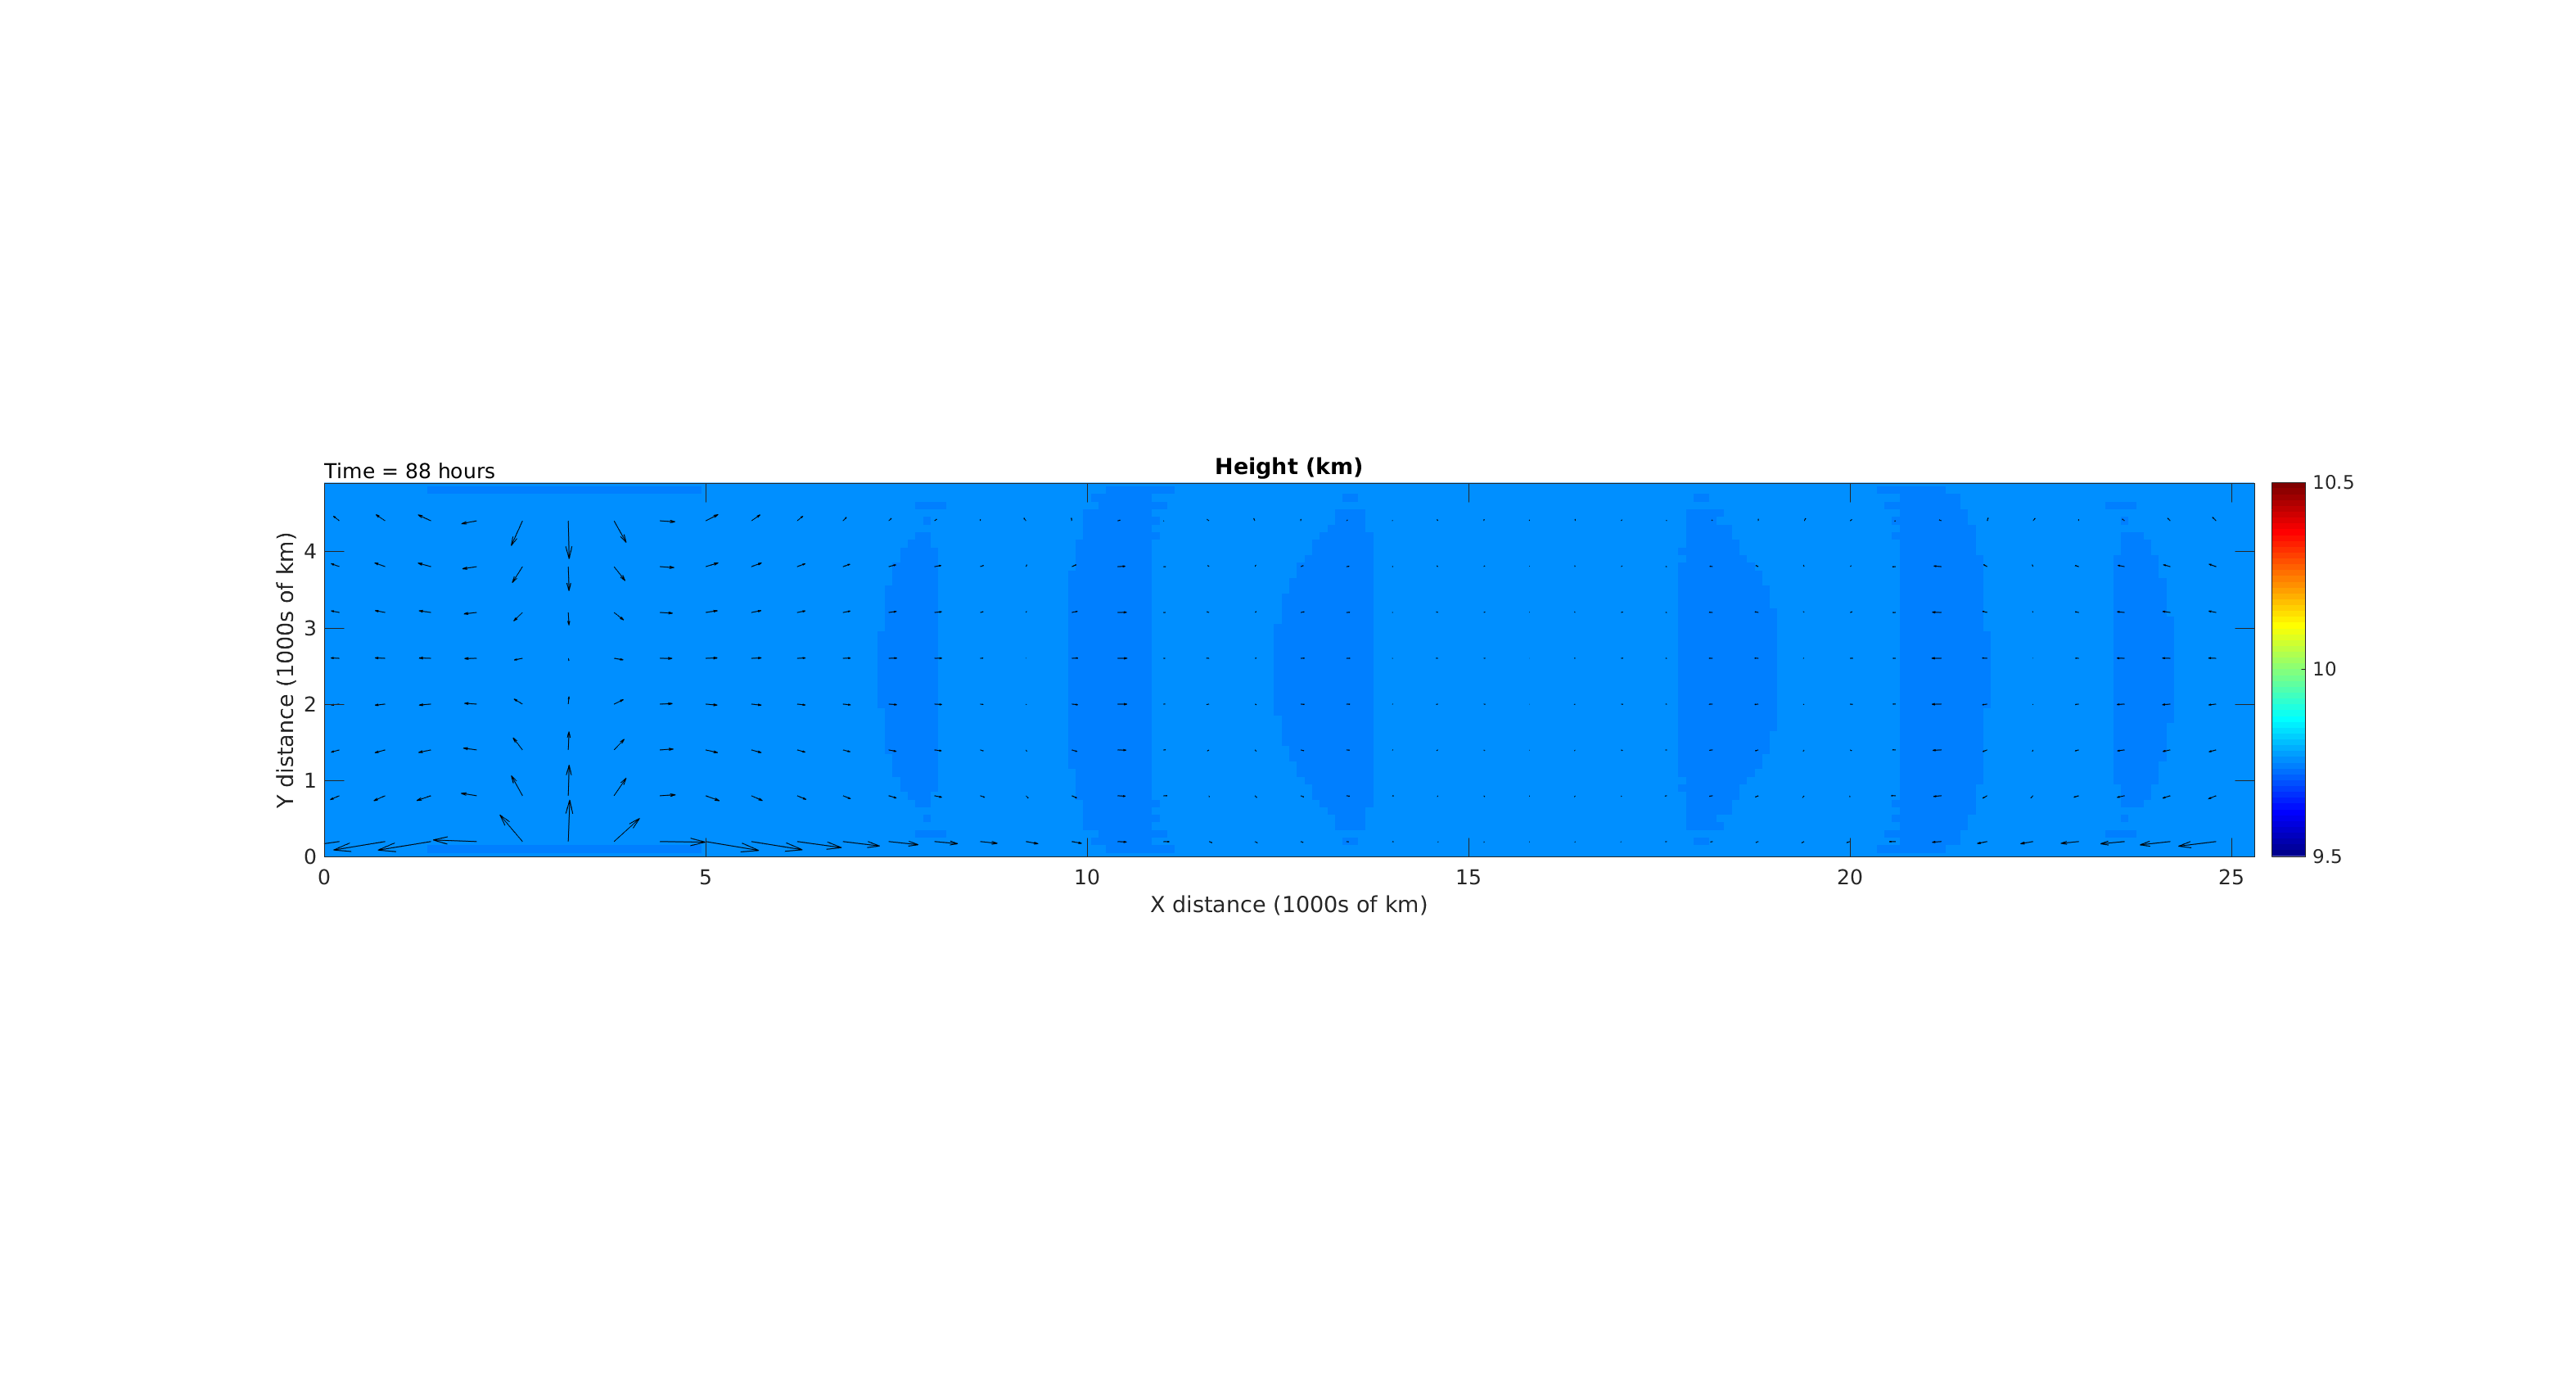 Time = 88 hours
Height (km)
10.5
10
9.5
Y distance (1000s of km)
4
3
2
1
0
0 5 10 15 20 25
X distance (1000s of km)